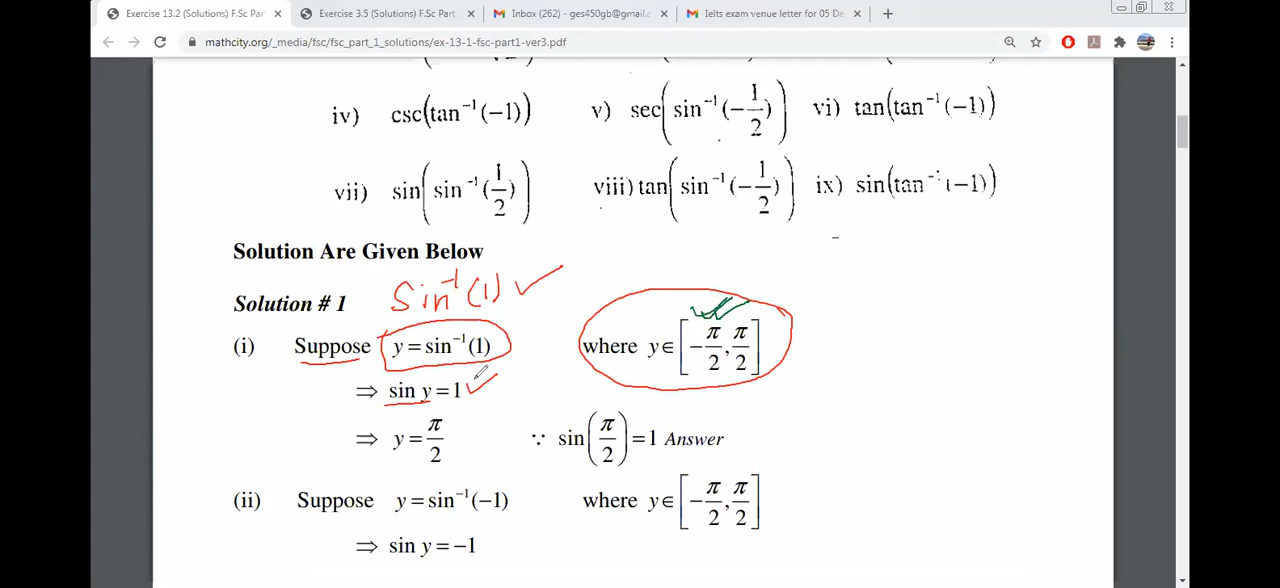 Exercise 13.2 (Solutions) F.Sc Par
Exercise 3.5 (Solutions) F.Sc Part
Inbox (262) - ges450gb@gmail.c
Ielts exam venue letter for 05 De
mathcity.org/_media/fsc/fsc_part_1_solutions/ex-13-1-fsc-part1-ver3.pdf
iv) csc(tan⁻¹(−1)) v) sec(sin⁻¹(−1/2)) vi) tan(tan⁻¹(−1))
vii) sin(sin⁻¹(1/2)) viii) tan(sin⁻¹(−1/2)) ix) sin(tan⁻¹(−1))
Solution Are Given Below
Sin⁻¹(1) ✓
Solution # 1
(i) Suppose y = sin⁻¹(1) where y∈[−π/2, π/2]
⇒ sin y = 1
⇒ y = π/2 ∵ sin(π/2) = 1 Answer
(ii) Suppose y = sin⁻¹(−1) where y∈[−π/2, π/2]
⇒ sin y = −1